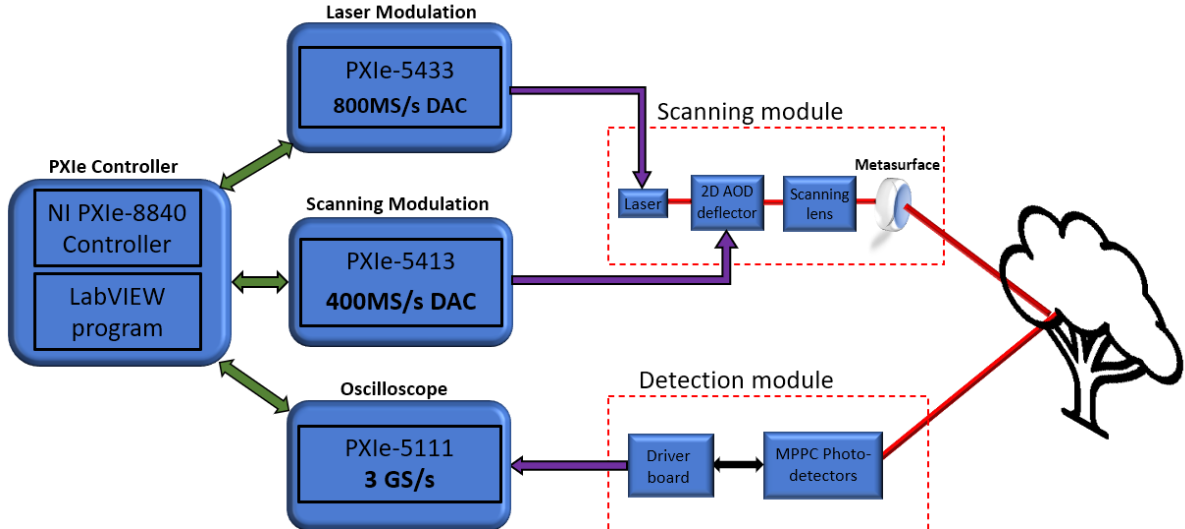 Laser Modulation
PXIe-5433
800MS/s DAC
Scanning module
PXIe Controller
NI PXIe-8840
Controller
LabVIEW
program
Scanning Modulation
PXIe-5413
400MS/s DAC
Laser
2D AOD
deflector
Scanning
lens
Metasurface
Oscilloscope
PXIe-5111
3 GS/s
Detection module
Driver
board
MPPC Photo-
detectors